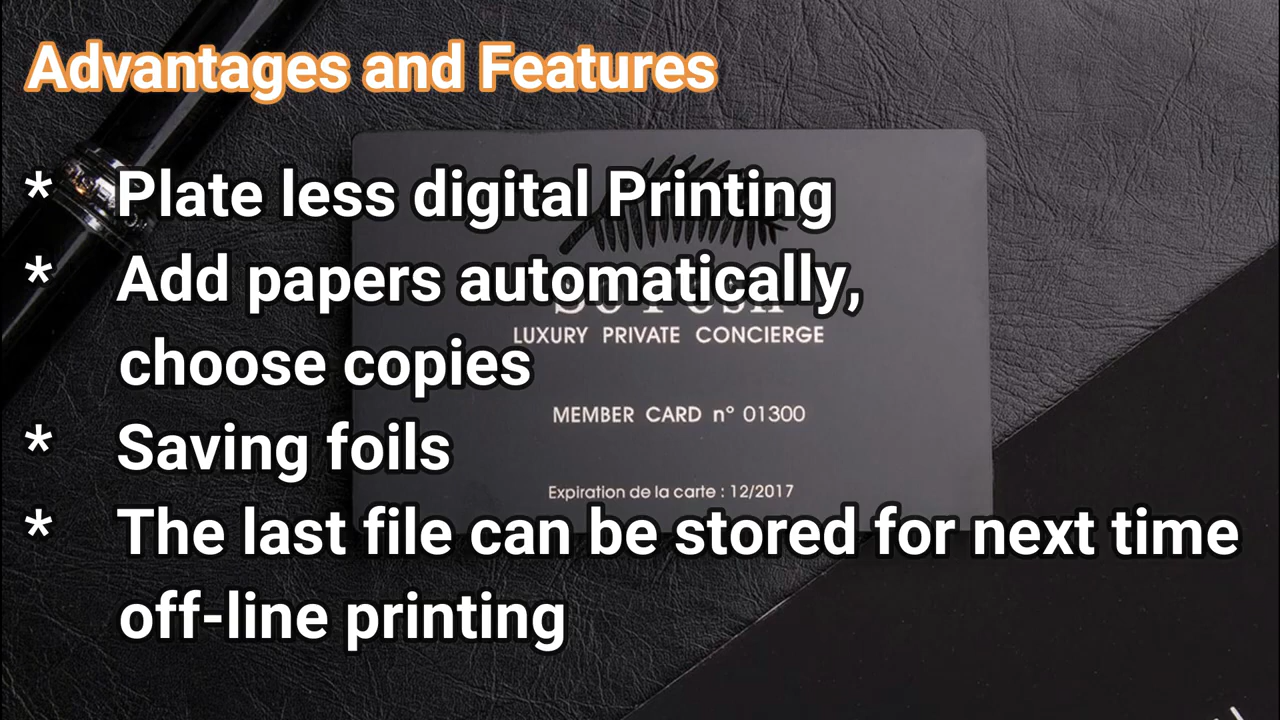 Advantages and Features
* Plate less digital Printing
* Add papers automatically,
choose copies
LUXURY PRIVATE CONCIERGE
MEMBER CARD n° 01300
* Saving foils
Expiration de la carte : 12/2017
* The last file can be stored for next time
off-line printing